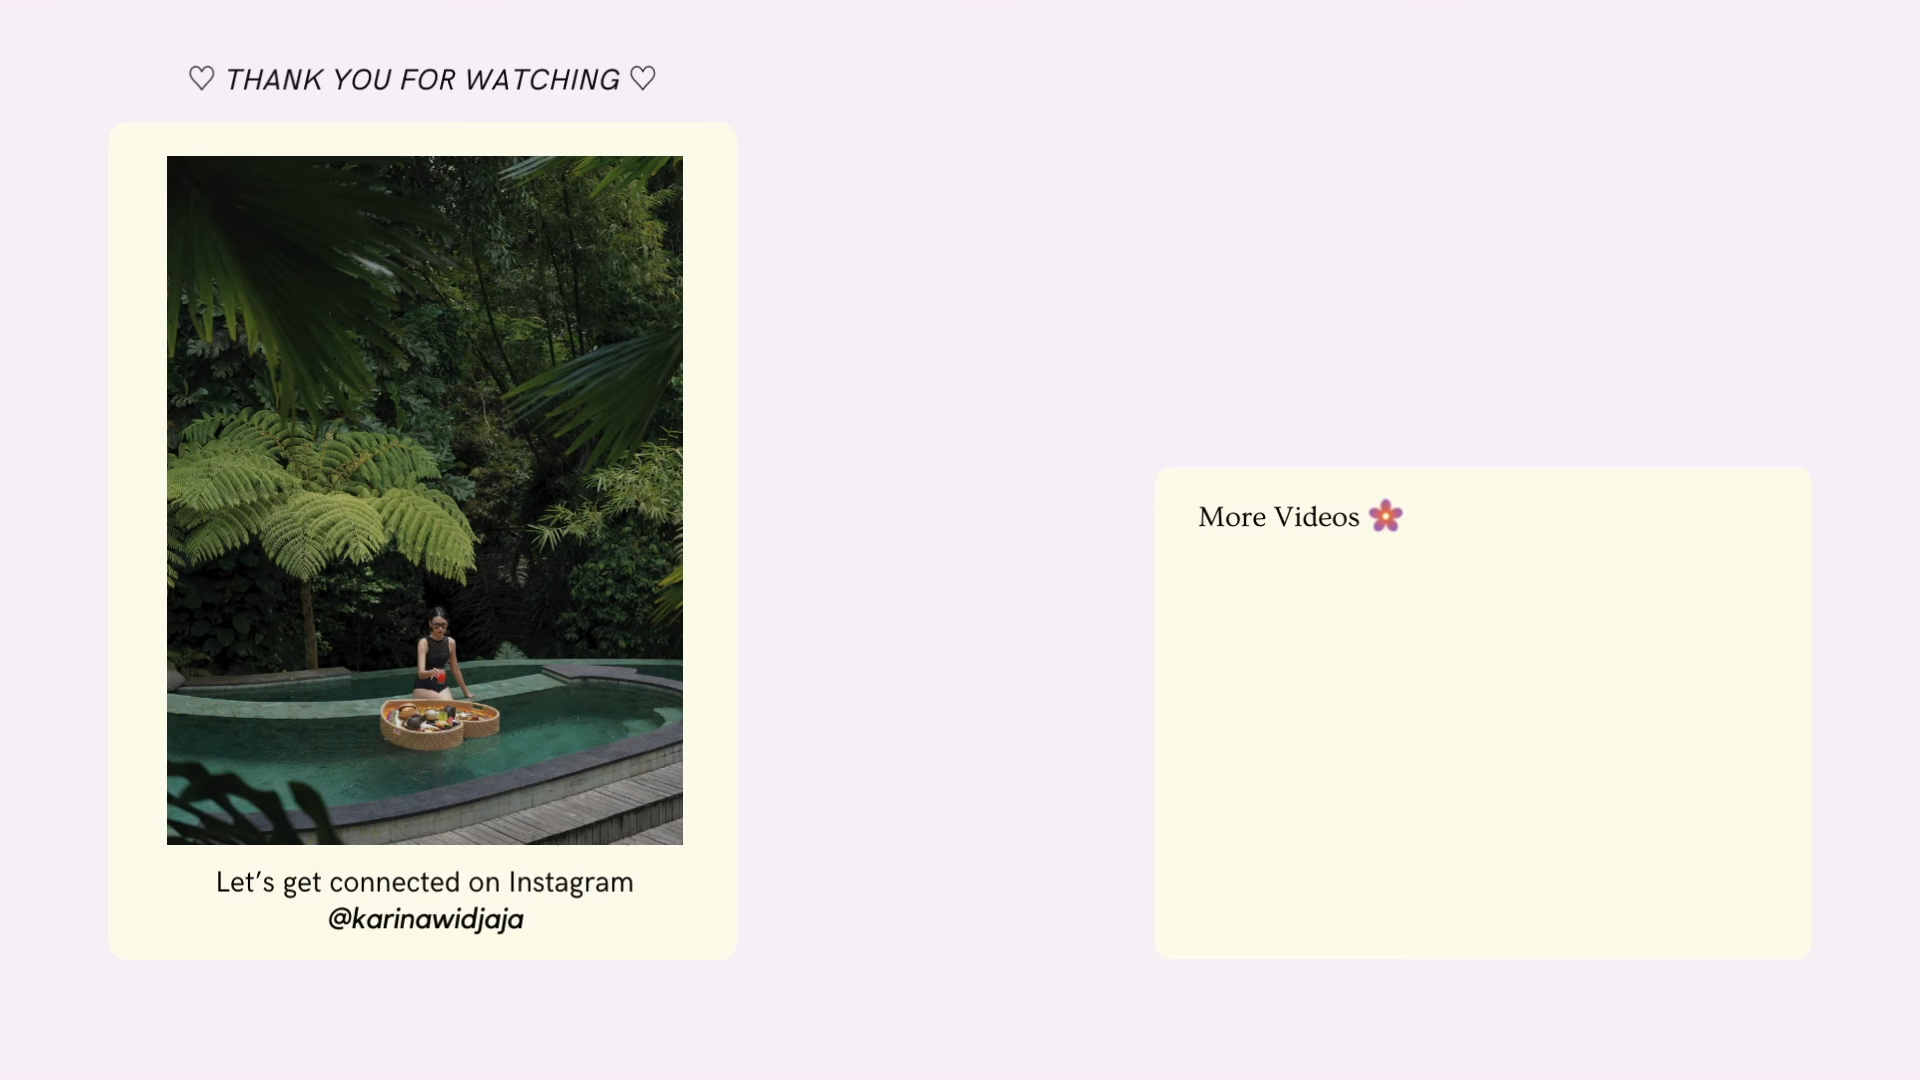 ♡ THANK YOU FOR WATCHING ♡
Let’s get connected on Instagram
@karinawidjaja
More Videos 🌸